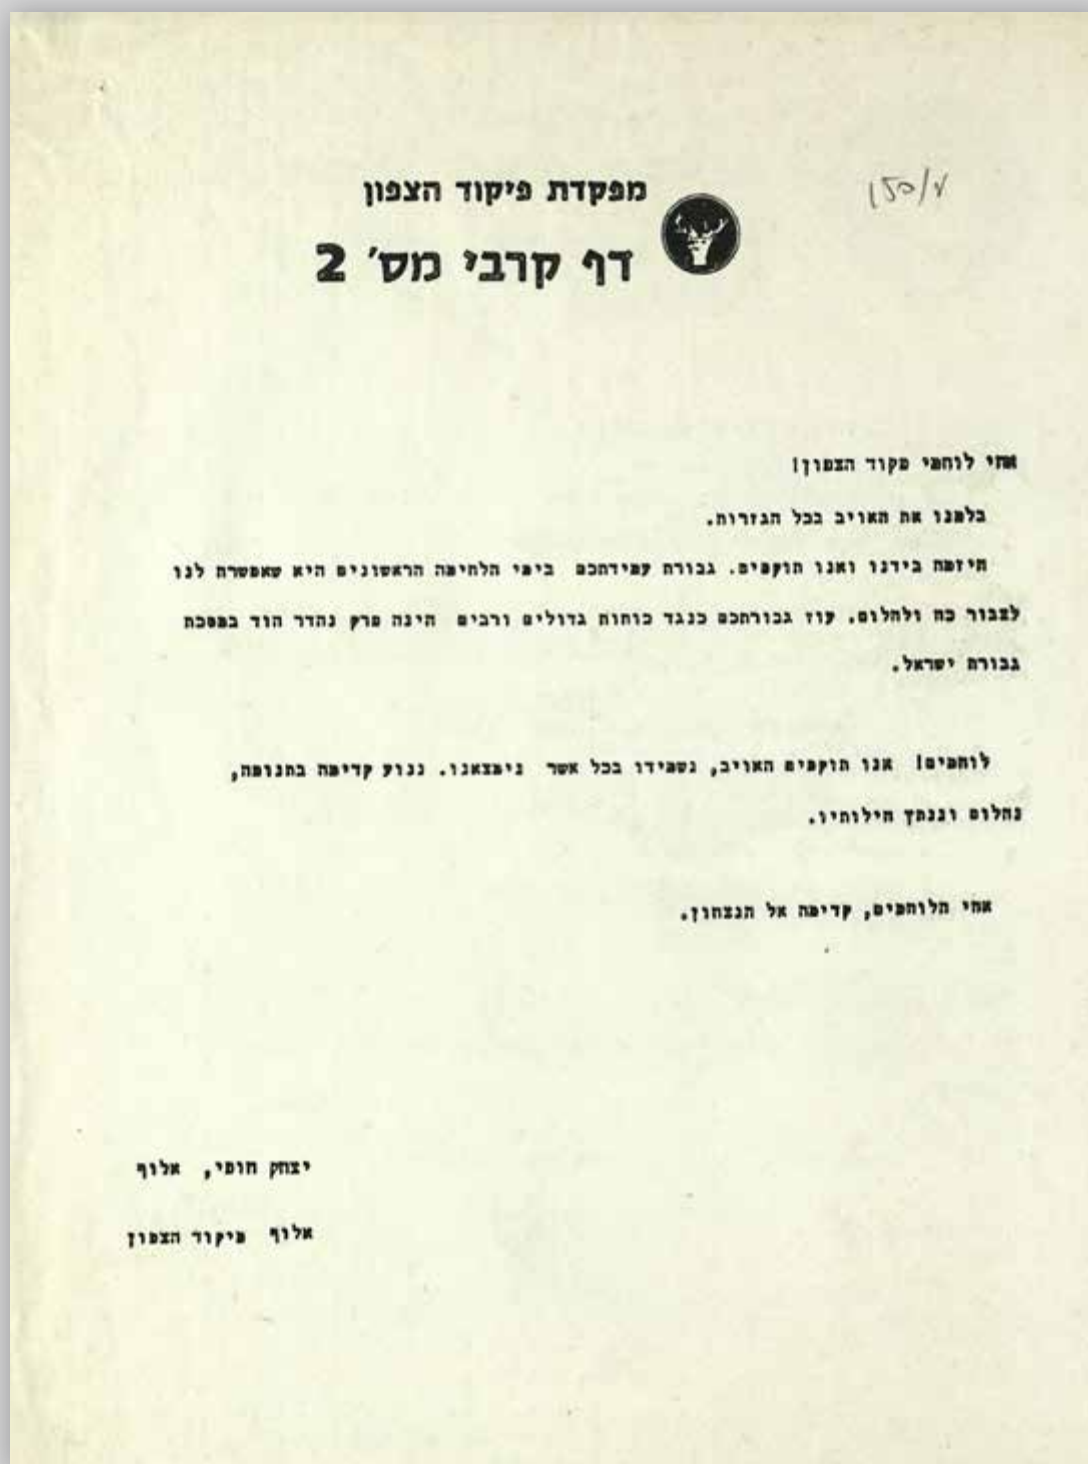 מפקדת פיקוד הצפון
דף קרבי מס׳ 2
אחי לוחמי פקוד הצפון!
בלמנו את האויב בכל הגזרות.
היזמה בידנו ואנו תוקפים. גבורת עמידתכם בימי הלחימה הראשונים היא שאפשרה לנו
לצבור כח ולהלום. עוז גבורתכם כנגד כוחות גדולים ורבים הינה פרק נהדר הוד במסכת
גבורת ישראל.
לוחמים! אנו תוקפים האויב, נשמידו בכל אשר נימצאנו. ננוע קדימה בתנופה,
נהלום וננתץ חילותיו.
אחי הלוחמים, קדימה אל הנצחון.
יצחק חופי, אלוף
אלוף פיקוד הצפון